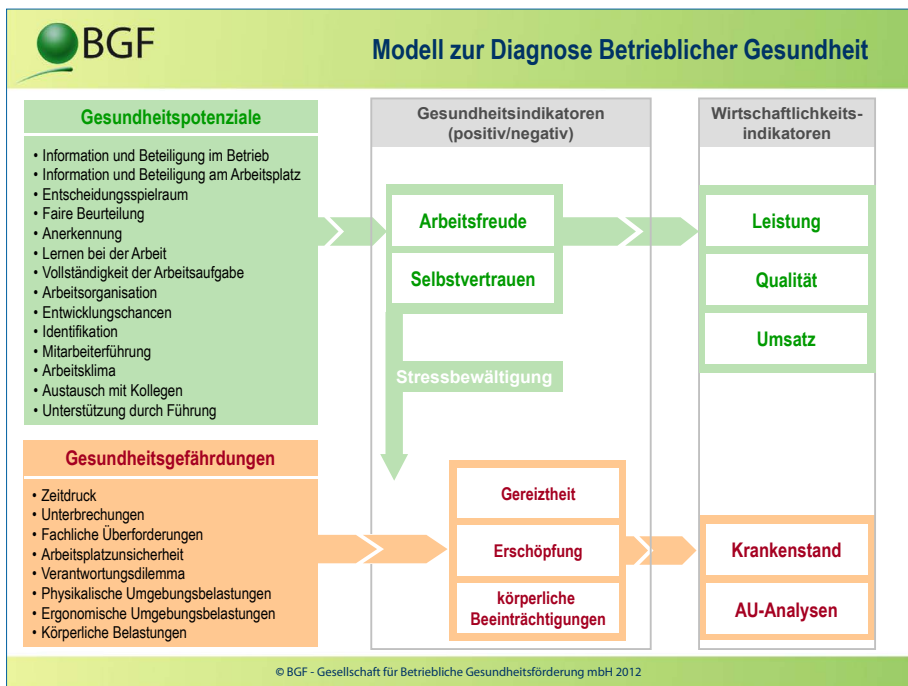 BGF
Modell zur Diagnose Betrieblicher Gesundheit
Gesundheitspotenziale
• Information und Beteiligung im Betrieb
• Information und Beteiligung am Arbeitsplatz
• Entscheidungsspielraum
• Faire Beurteilung
• Anerkennung
• Lernen bei der Arbeit
• Vollständigkeit der Arbeitsaufgabe
• Arbeitsorganisation
• Entwicklungschancen
• Identifikation
• Mitarbeiterführung
• Arbeitsklima
• Austausch mit Kollegen
• Unterstützung durch Führung
Gesundheitsindikatoren
(positiv/negativ)
Arbeitsfreude
Selbstvertrauen
Stressbewältigung
Wirtschaftlichkeits-
indikatoren
Leistung
Qualität
Umsatz
Gesundheitsgefährdungen
• Zeitdruck
• Unterbrechungen
• Fachliche Überforderungen
• Arbeitsplatzunsicherheit
• Verantwortungsdilemma
• Physikalische Umgebungsbelastungen
• Ergonomische Umgebungsbelastungen
• Körperliche Belastungen
Gereiztheit
Erschöpfung
körperliche
Beeinträchtigungen
Krankenstand
AU-Analysen
© BGF - Gesellschaft für Betriebliche Gesundheitsförderung mbH 2012